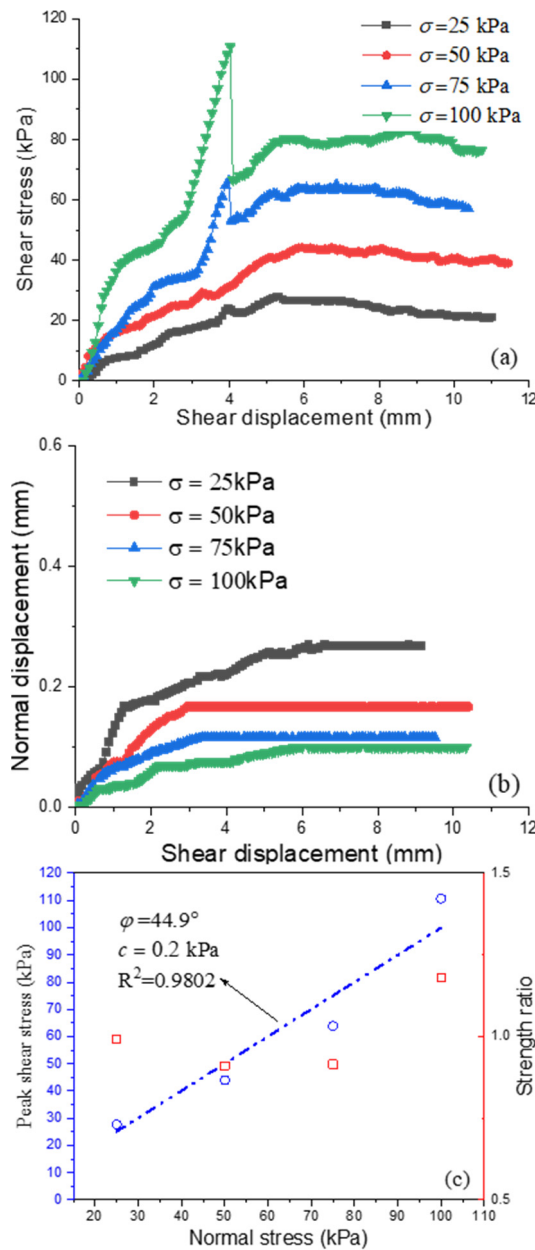 120
100
80
60
40
20
0
Shear stress (kPa)
σ=25 kPa
σ=50 kPa
σ=75 kPa
σ=100 kPa
(a)
0 2 4 6 8 10 12
Shear displacement (mm)
0.6
0.4
0.2
0.0
Normal displacement (mm)
σ = 25kPa
σ = 50kPa
σ = 75kPa
σ = 100kPa
(b)
0 2 4 6 8 10 12
Shear displacement (mm)
120
110
100
90
80
70
60
50
40
30
20
10
0
Peak shear stress (kPa)
φ=44.9°
c = 0.2 kPa
R²=0.9802
1.5
1.0
0.5
Strength ratio
(c)
20 30 40 50 60 70 80 90 100 110
Normal stress (kPa)